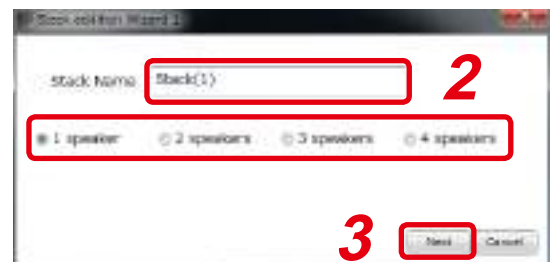 Stack addition Wizard 1
Stack Name Stack(1) 2
1 speaker 2 speakers 3 speakers 4 speakers
3 Next Cancel